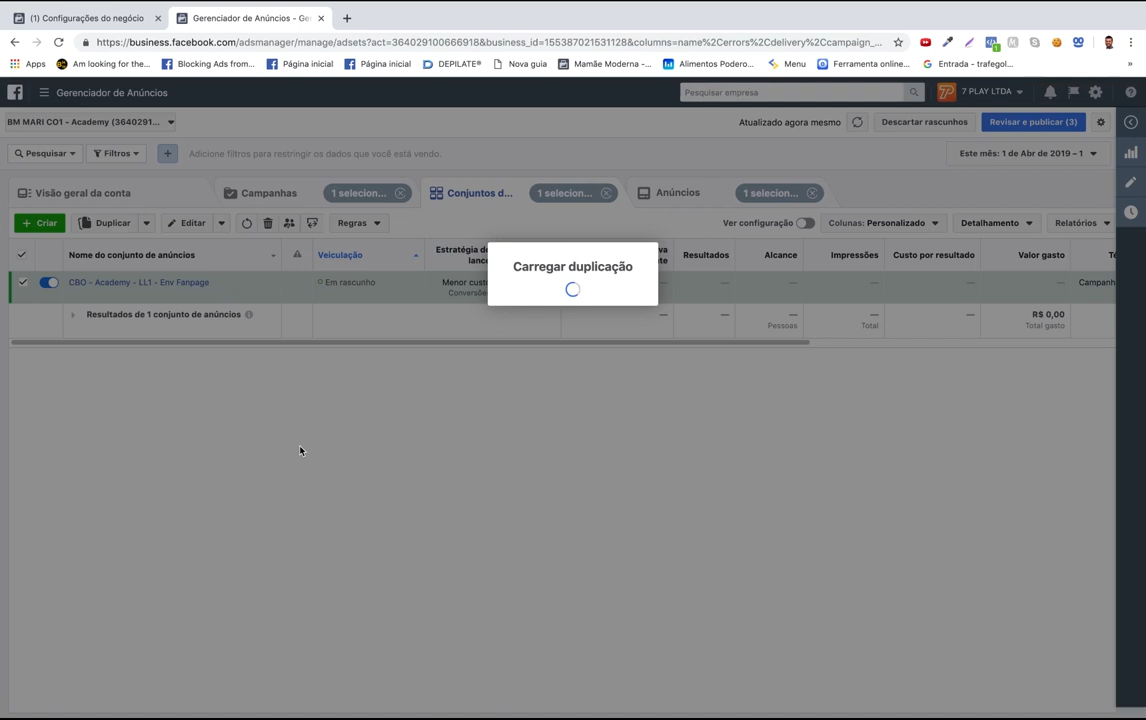 (1) Configurações do negócio
Gerenciador de Anúncios - Ge
https://business.facebook.com/adsmanager/manage/adsets?act=364029100666918&business_id=155387021531128&columns=name%2Cerrors%2Cdelivery%2Ccampaign_...
Apps Am looking for the... Blocking Ads from... Página inicial Página inicial DEPILATE® Nova guia Mamãe Moderna -... Alimentos Podero... Menu Ferramenta online... Entrada - trafegol... »
Gerenciador de Anúncios Pesquisar empresa 7 PLAY LTDA
BM MARI CO1 - Academy (3640291... Atualizado agora mesmo Descartar rascunhos Revisar e publicar (3)
Pesquisar Filtros + Adicione filtros para restringir os dados que você está vendo. Este mês: 1 de Abr de 2019 – 1
Visão geral da conta Campanhas 1 selecion... Conjuntos d... 1 selecion... Anúncios 1 selecion...
+ Criar Duplicar Editar Regras Ver configuração Colunas: Personalizado Detalhamento Relatórios
Nome do conjunto de anúncios Veiculação Estratégia de lance Resultados Alcance Impressões Custo por resultado Valor gasto
Carregar duplicação
CBO - Academy - LL1 - Env Fanpage Em rascunho Menor custo — — — — — — Campanh
Conversões
Resultados de 1 conjunto de anúncios — — — — — R$ 0,00
Pessoas Total Total gasto